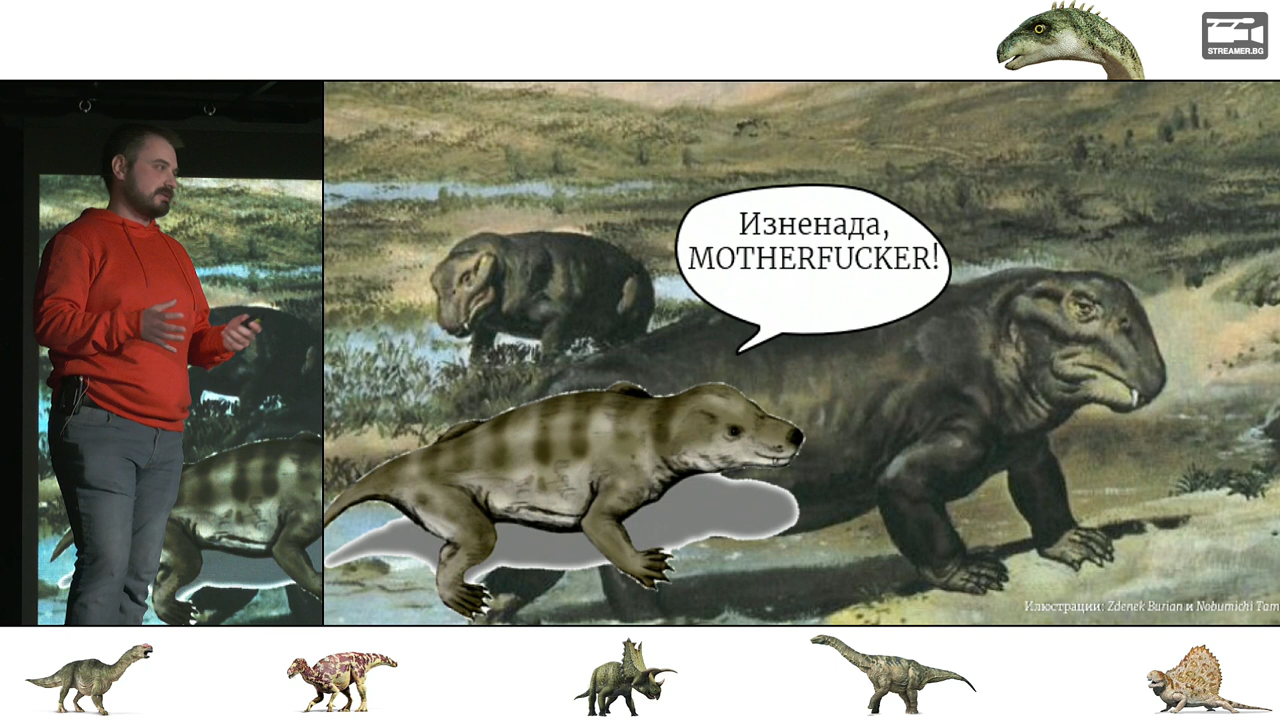 STREAMER.BG
Изненада,
MOTHERFUCKER!
Илюстрации: Zdenek Burian и Nobumichi Tam